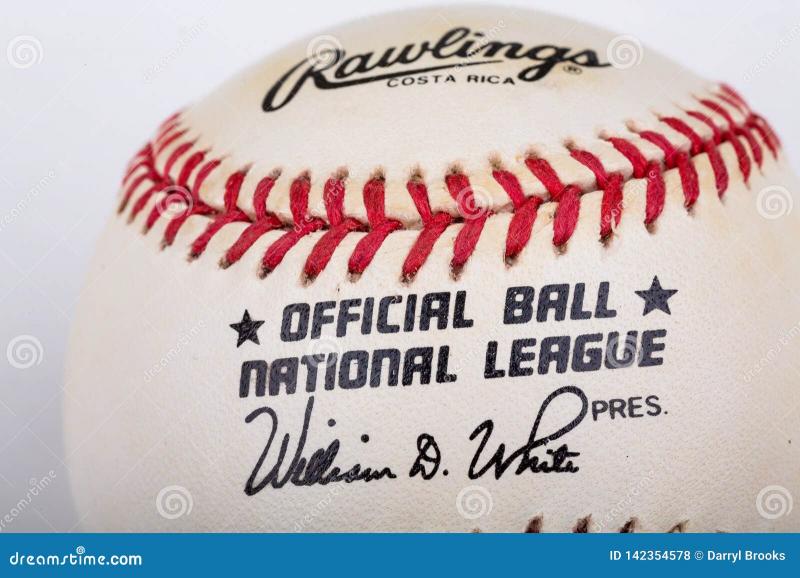 Rawlings®
COSTA RICA
★ OFFICIAL BALL ★
NATIONAL LEAGUE
William D. White PRES.
dreamstime.com
ID 142354578 © Darryl Brooks